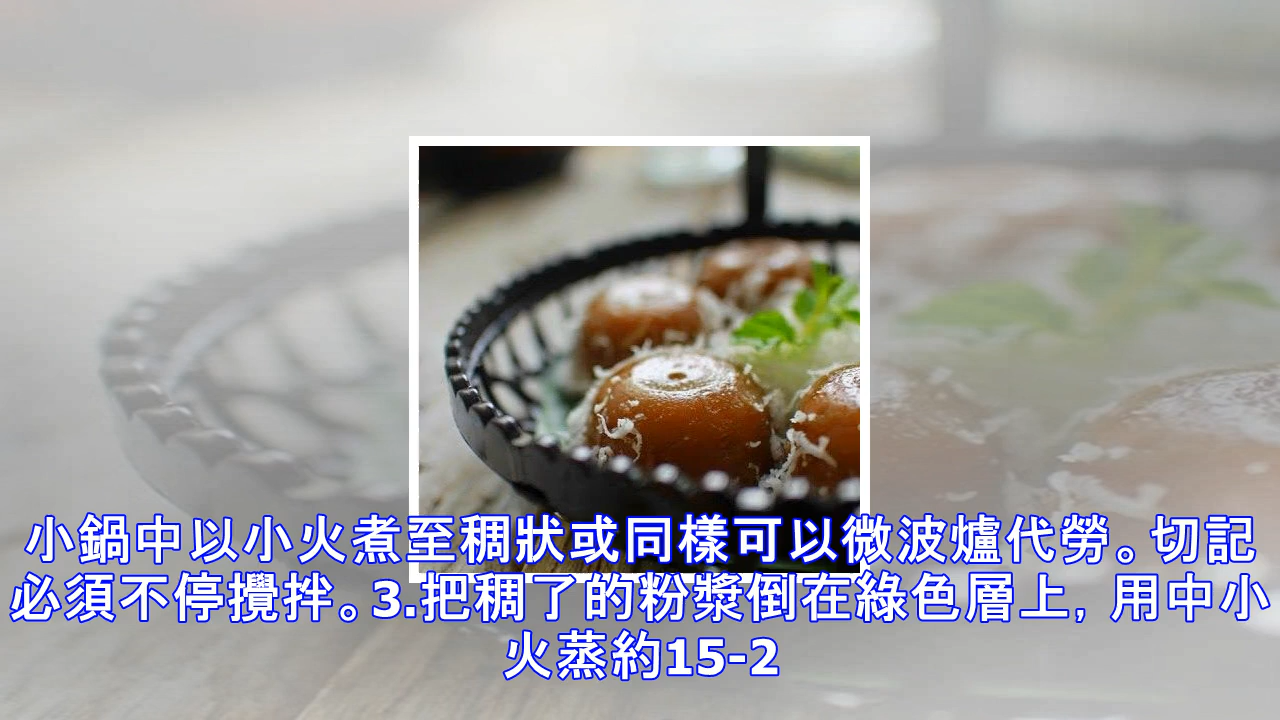 小鍋中以小火煮至稠狀或同樣可以微波爐代勞。切記
必須不停攪拌。3.把稠了的粉漿倒在綠色層上, 用中小
火蒸約15-2